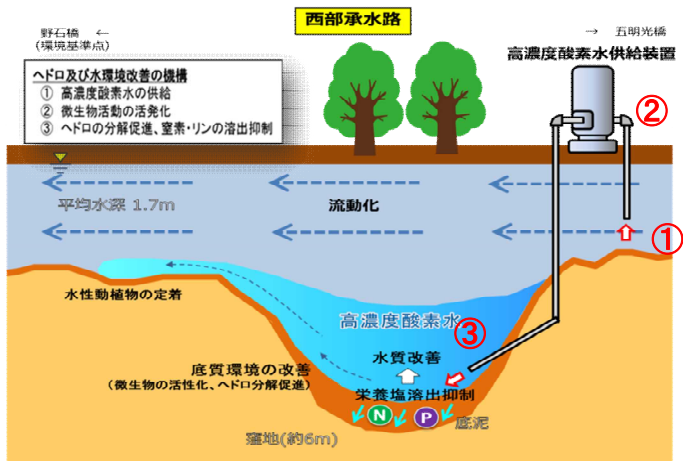 西部承水路
野石橋 ←
(環境基準点)
→ 五明光橋
高濃度酸素水供給装置
ヘドロ及び水環境改善の機構
① 高濃度酸素水の供給
② 微生物活動の活発化
③ ヘドロの分解促進、窒素・リンの溶出抑制
②
平均水深 1.7m
流動化
①
水性動植物の定着
高濃度酸素水
③
水質改善
底質環境の改善
(微生物の活性化、ヘドロ分解促進)
栄養塩溶出抑制
N
P
底泥
窪地(約6m)